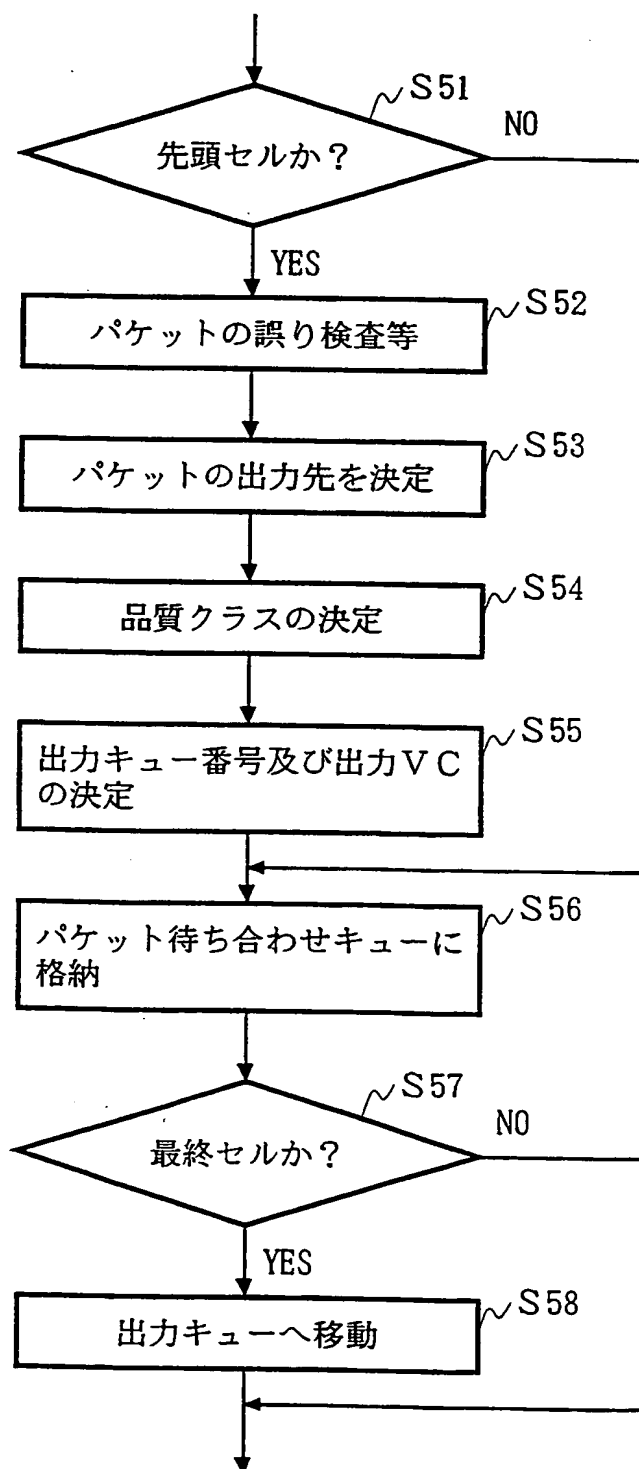 S51
先頭セルか?
NO
YES
S52
パケットの誤り検査等
S53
パケットの出力先を決定
S54
品質クラスの決定
S55
出力キュー番号及び出力VC
の決定
S56
パケット待ち合わせキューに
格納
S57
最終セルか?
NO
YES
S58
出力キューへ移動